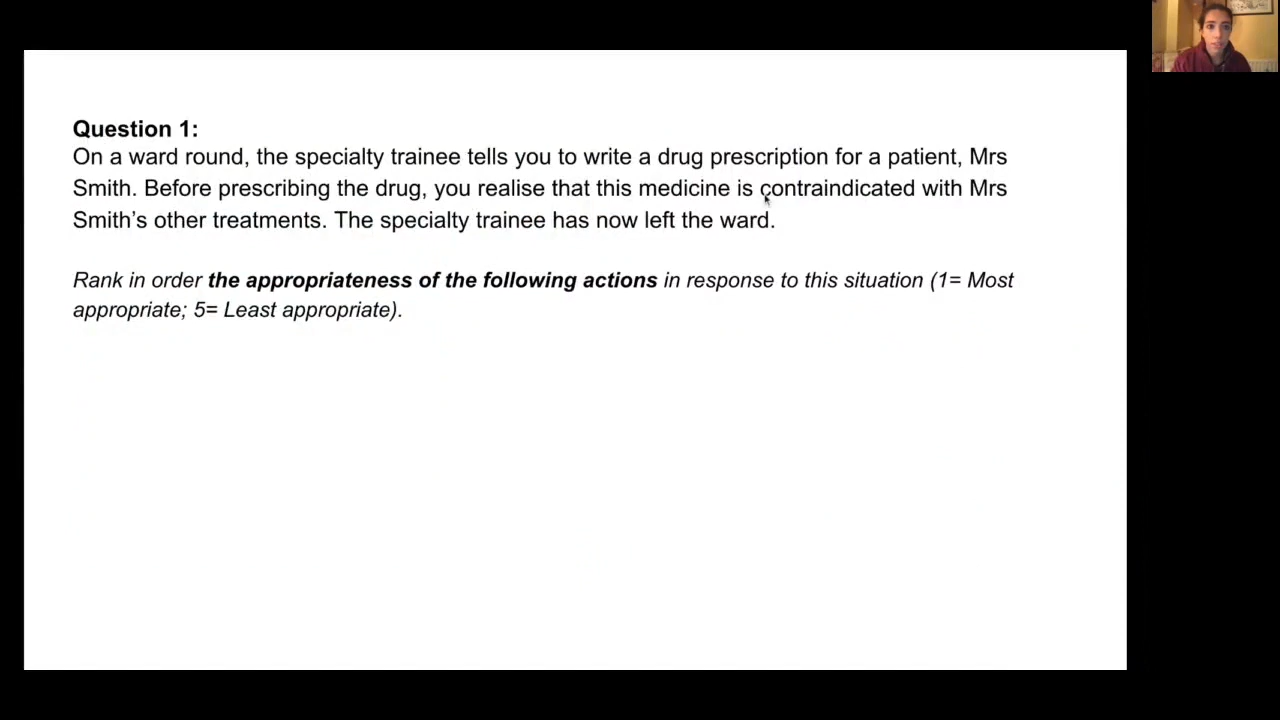 Question 1:
On a ward round, the specialty trainee tells you to write a drug prescription for a patient, Mrs
Smith. Before prescribing the drug, you realise that this medicine is contraindicated with Mrs
Smith’s other treatments. The specialty trainee has now left the ward.
Rank in order the appropriateness of the following actions in response to this situation (1= Most
appropriate; 5= Least appropriate).